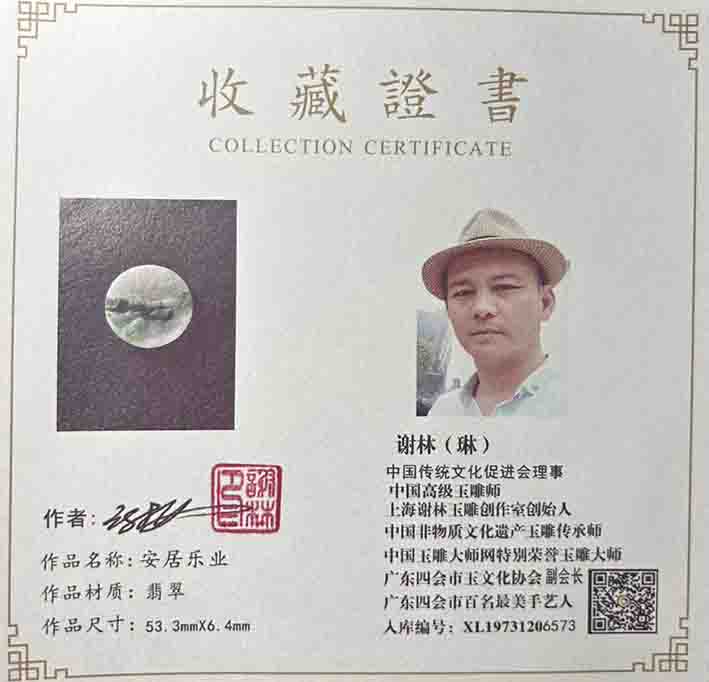 收藏證書
COLLECTION CERTIFICATE
谢林（琳）
中国传统文化促进会理事
中国高级玉雕师
上海谢林玉雕创作室创始人
中国非物质文化遗产玉雕传承师
中国玉雕大师网特别荣誉玉雕大师
广东四会市玉文化协会副会长
广东四会市百名最美手艺人
入库编号：XL19731206573
作者：
作品名称：安居乐业
作品材质：翡翠
作品尺寸：53.3mmX6.4mm